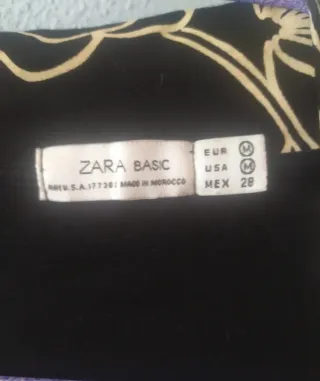 ZARA BASIC
U.S.A. MADE IN MOROCCO
EUR M
USA M
MEX 28